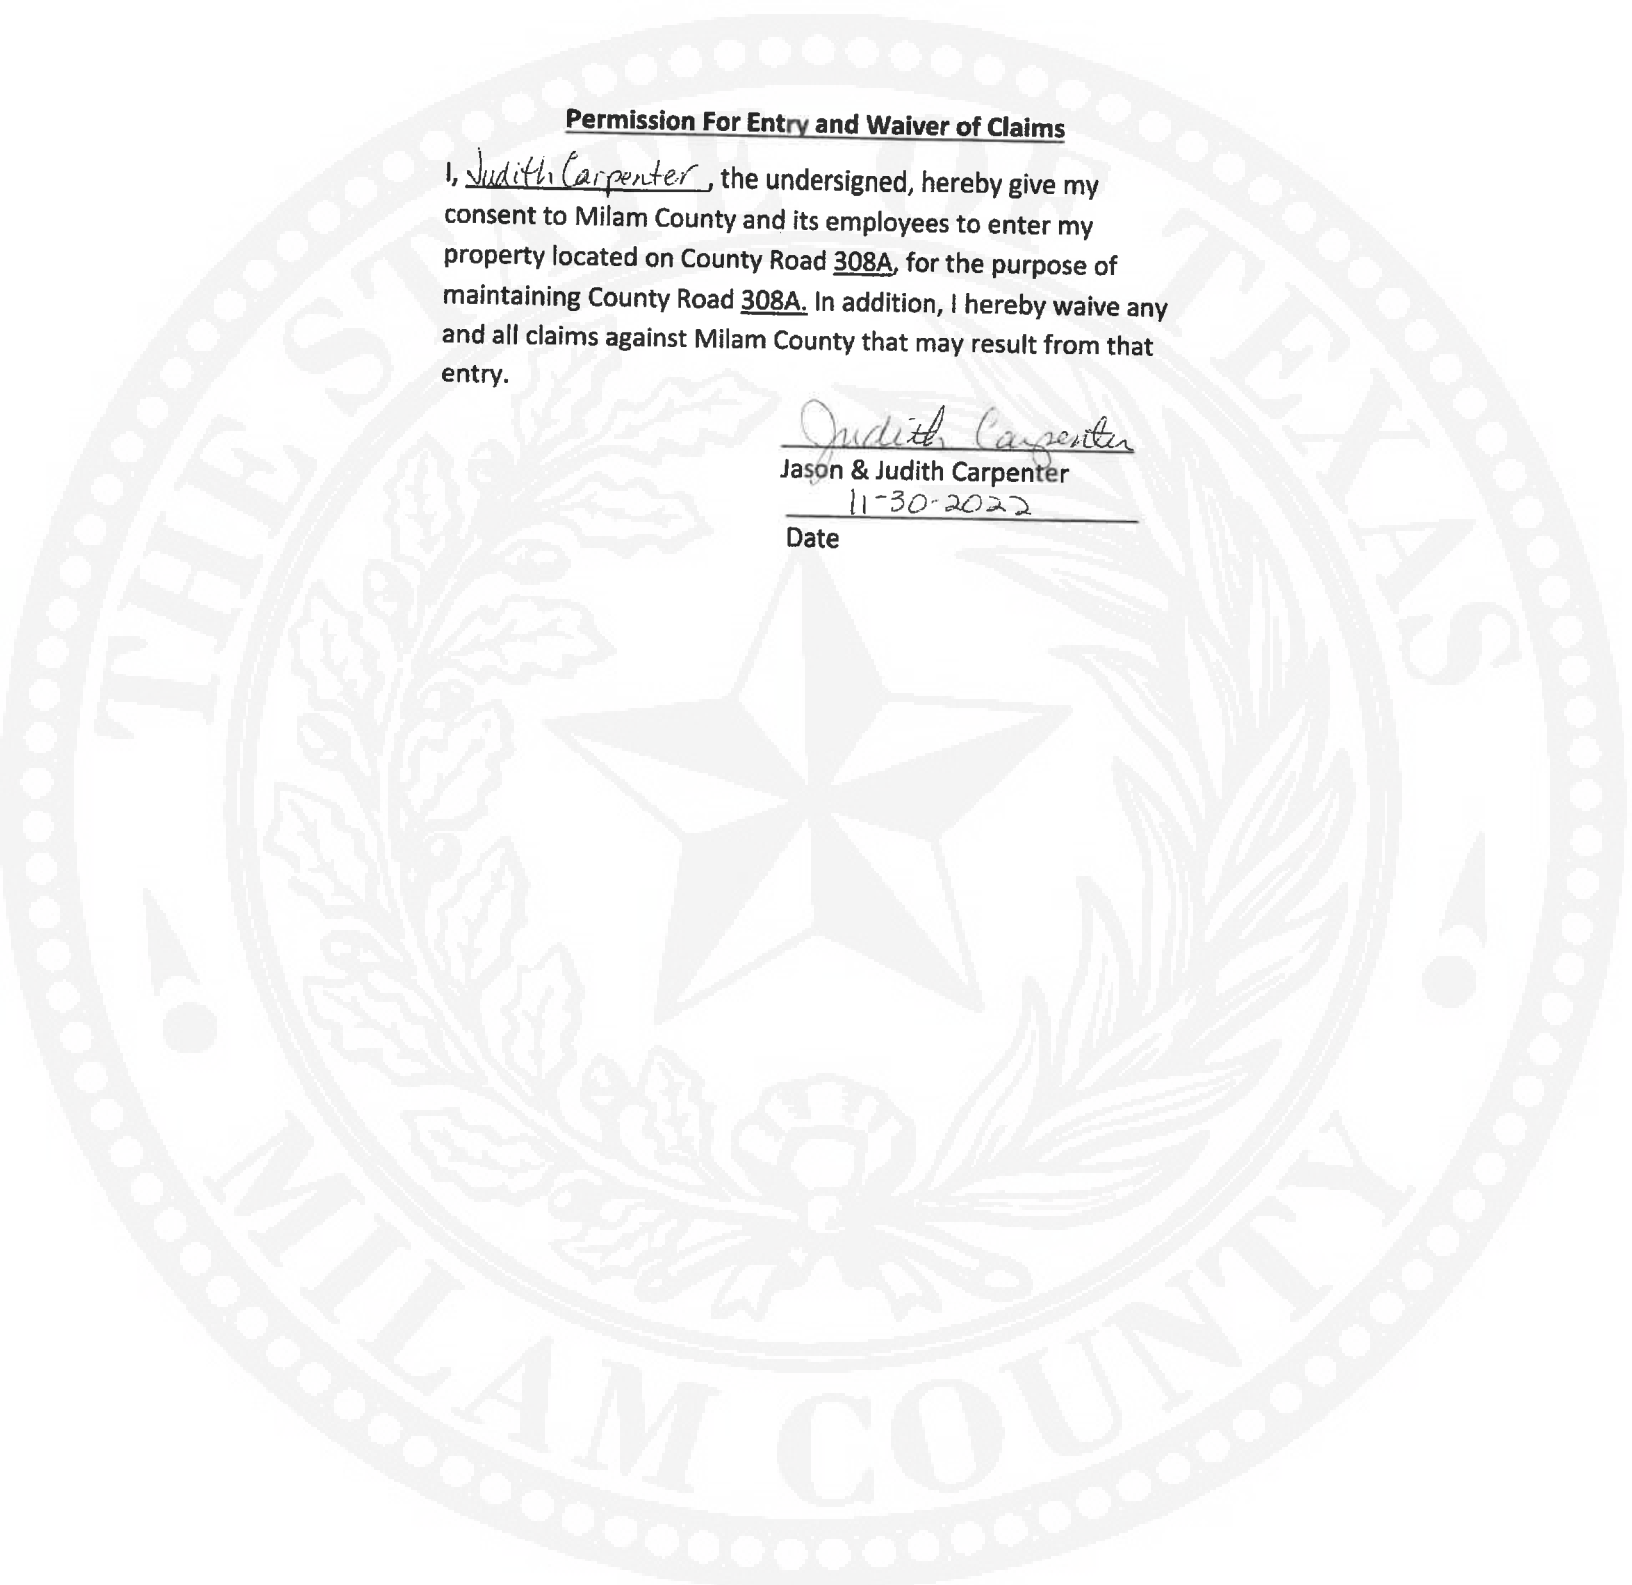 Permission For Entry and Waiver of Claims
I, Judith Carpenter, the undersigned, hereby give my
consent to Milam County and its employees to enter my
property located on County Road 308A, for the purpose of
maintaining County Road 308A. In addition, I hereby waive any
and all claims against Milam County that may result from that
entry.
Judith Carpenter
Jason & Judith Carpenter
11-30-2022
Date
THE STATE OF TEXAS
MILAM COUNTY